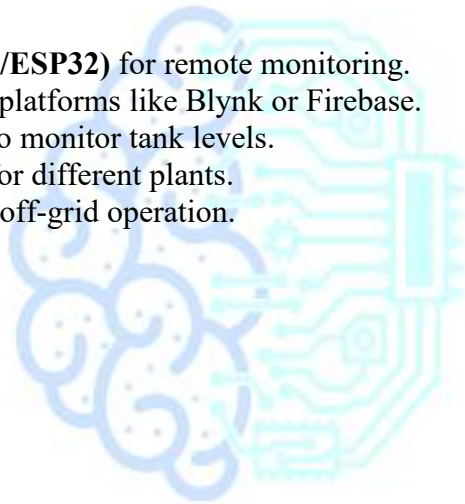 /ESP32) for remote monitoring.
platforms like Blynk or Firebase.
o monitor tank levels.
or different plants.
off-grid operation.